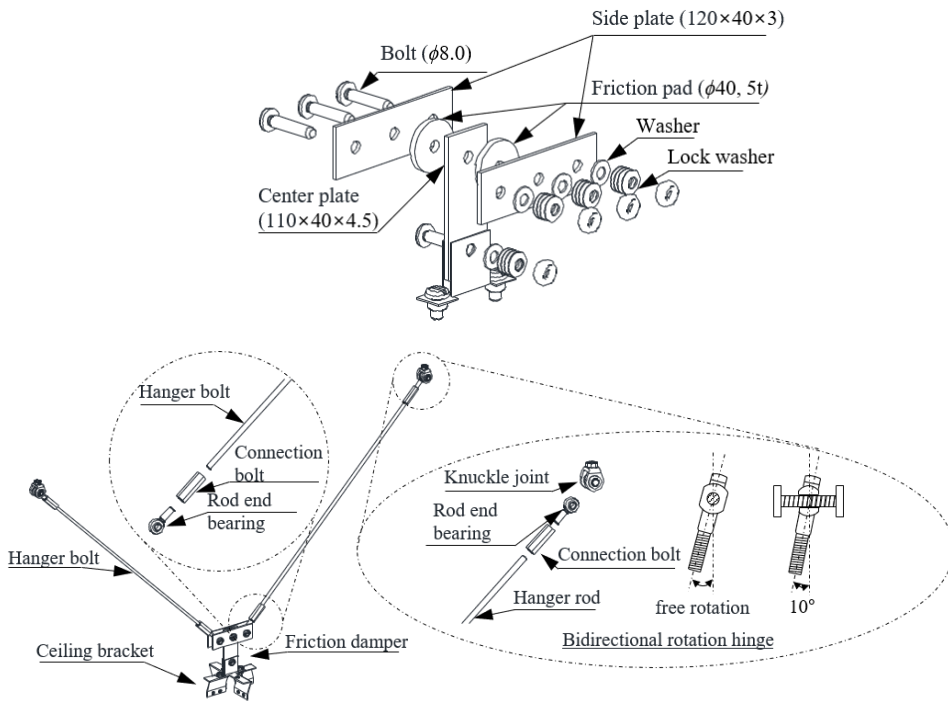 Side plate (120×40×3)
Bolt (ϕ8.0)
Friction pad (ϕ40, 5t)
Washer
Lock washer
Center plate
(110×40×4.5)
Hanger bolt
Connection
bolt
Rod end
bearing
Hanger bolt
Ceiling bracket
Friction damper
Knuckle joint
Rod end
bearing
Connection bolt
Hanger rod
free rotation
10°
Bidirectional rotation hinge